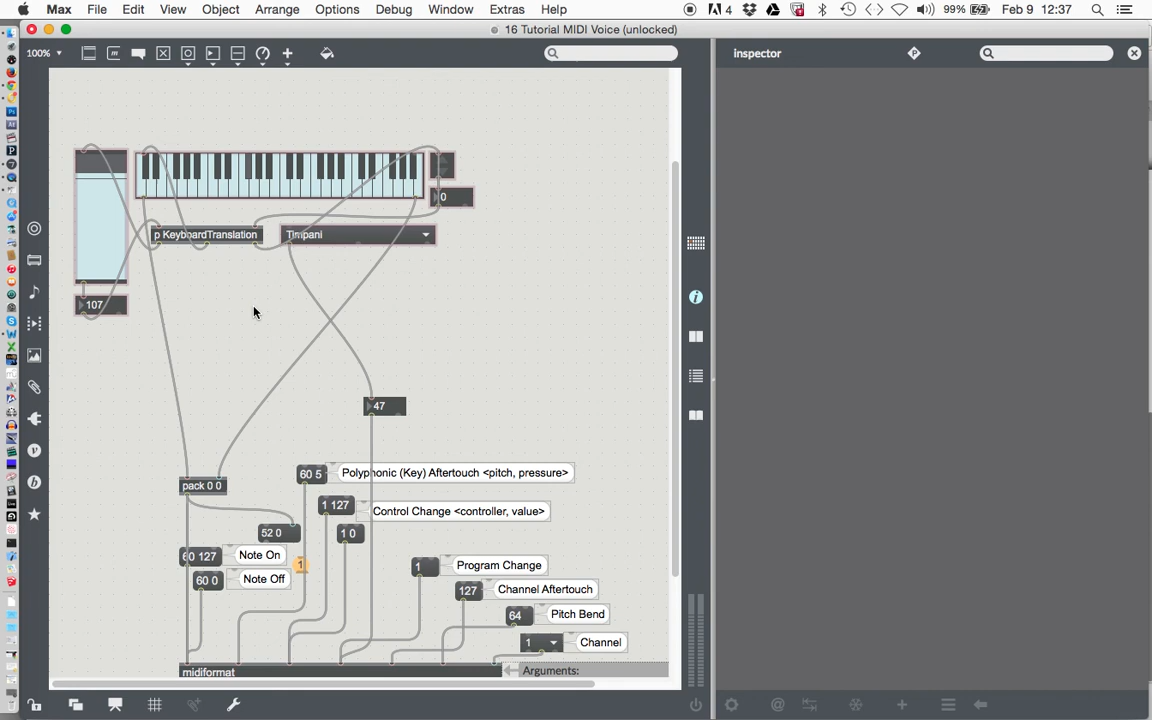 Max File Edit View Object Arrange Options Debug Window Extras Help 4 99% Feb 9 12:37
16 Tutorial MIDI Voice (unlocked)
100%
inspector
0
p KeyboardTranslation
Timpani
107
47
60 5
Polyphonic (Key) Aftertouch <pitch, pressure>
pack 0 0
1 127
Control Change <controller, value>
52 0
1 0
60 127
Note On
1
1
Program Change
60 0
Note Off
127
Channel Aftertouch
64
Pitch Bend
1
Channel
midiformat
Arguments: